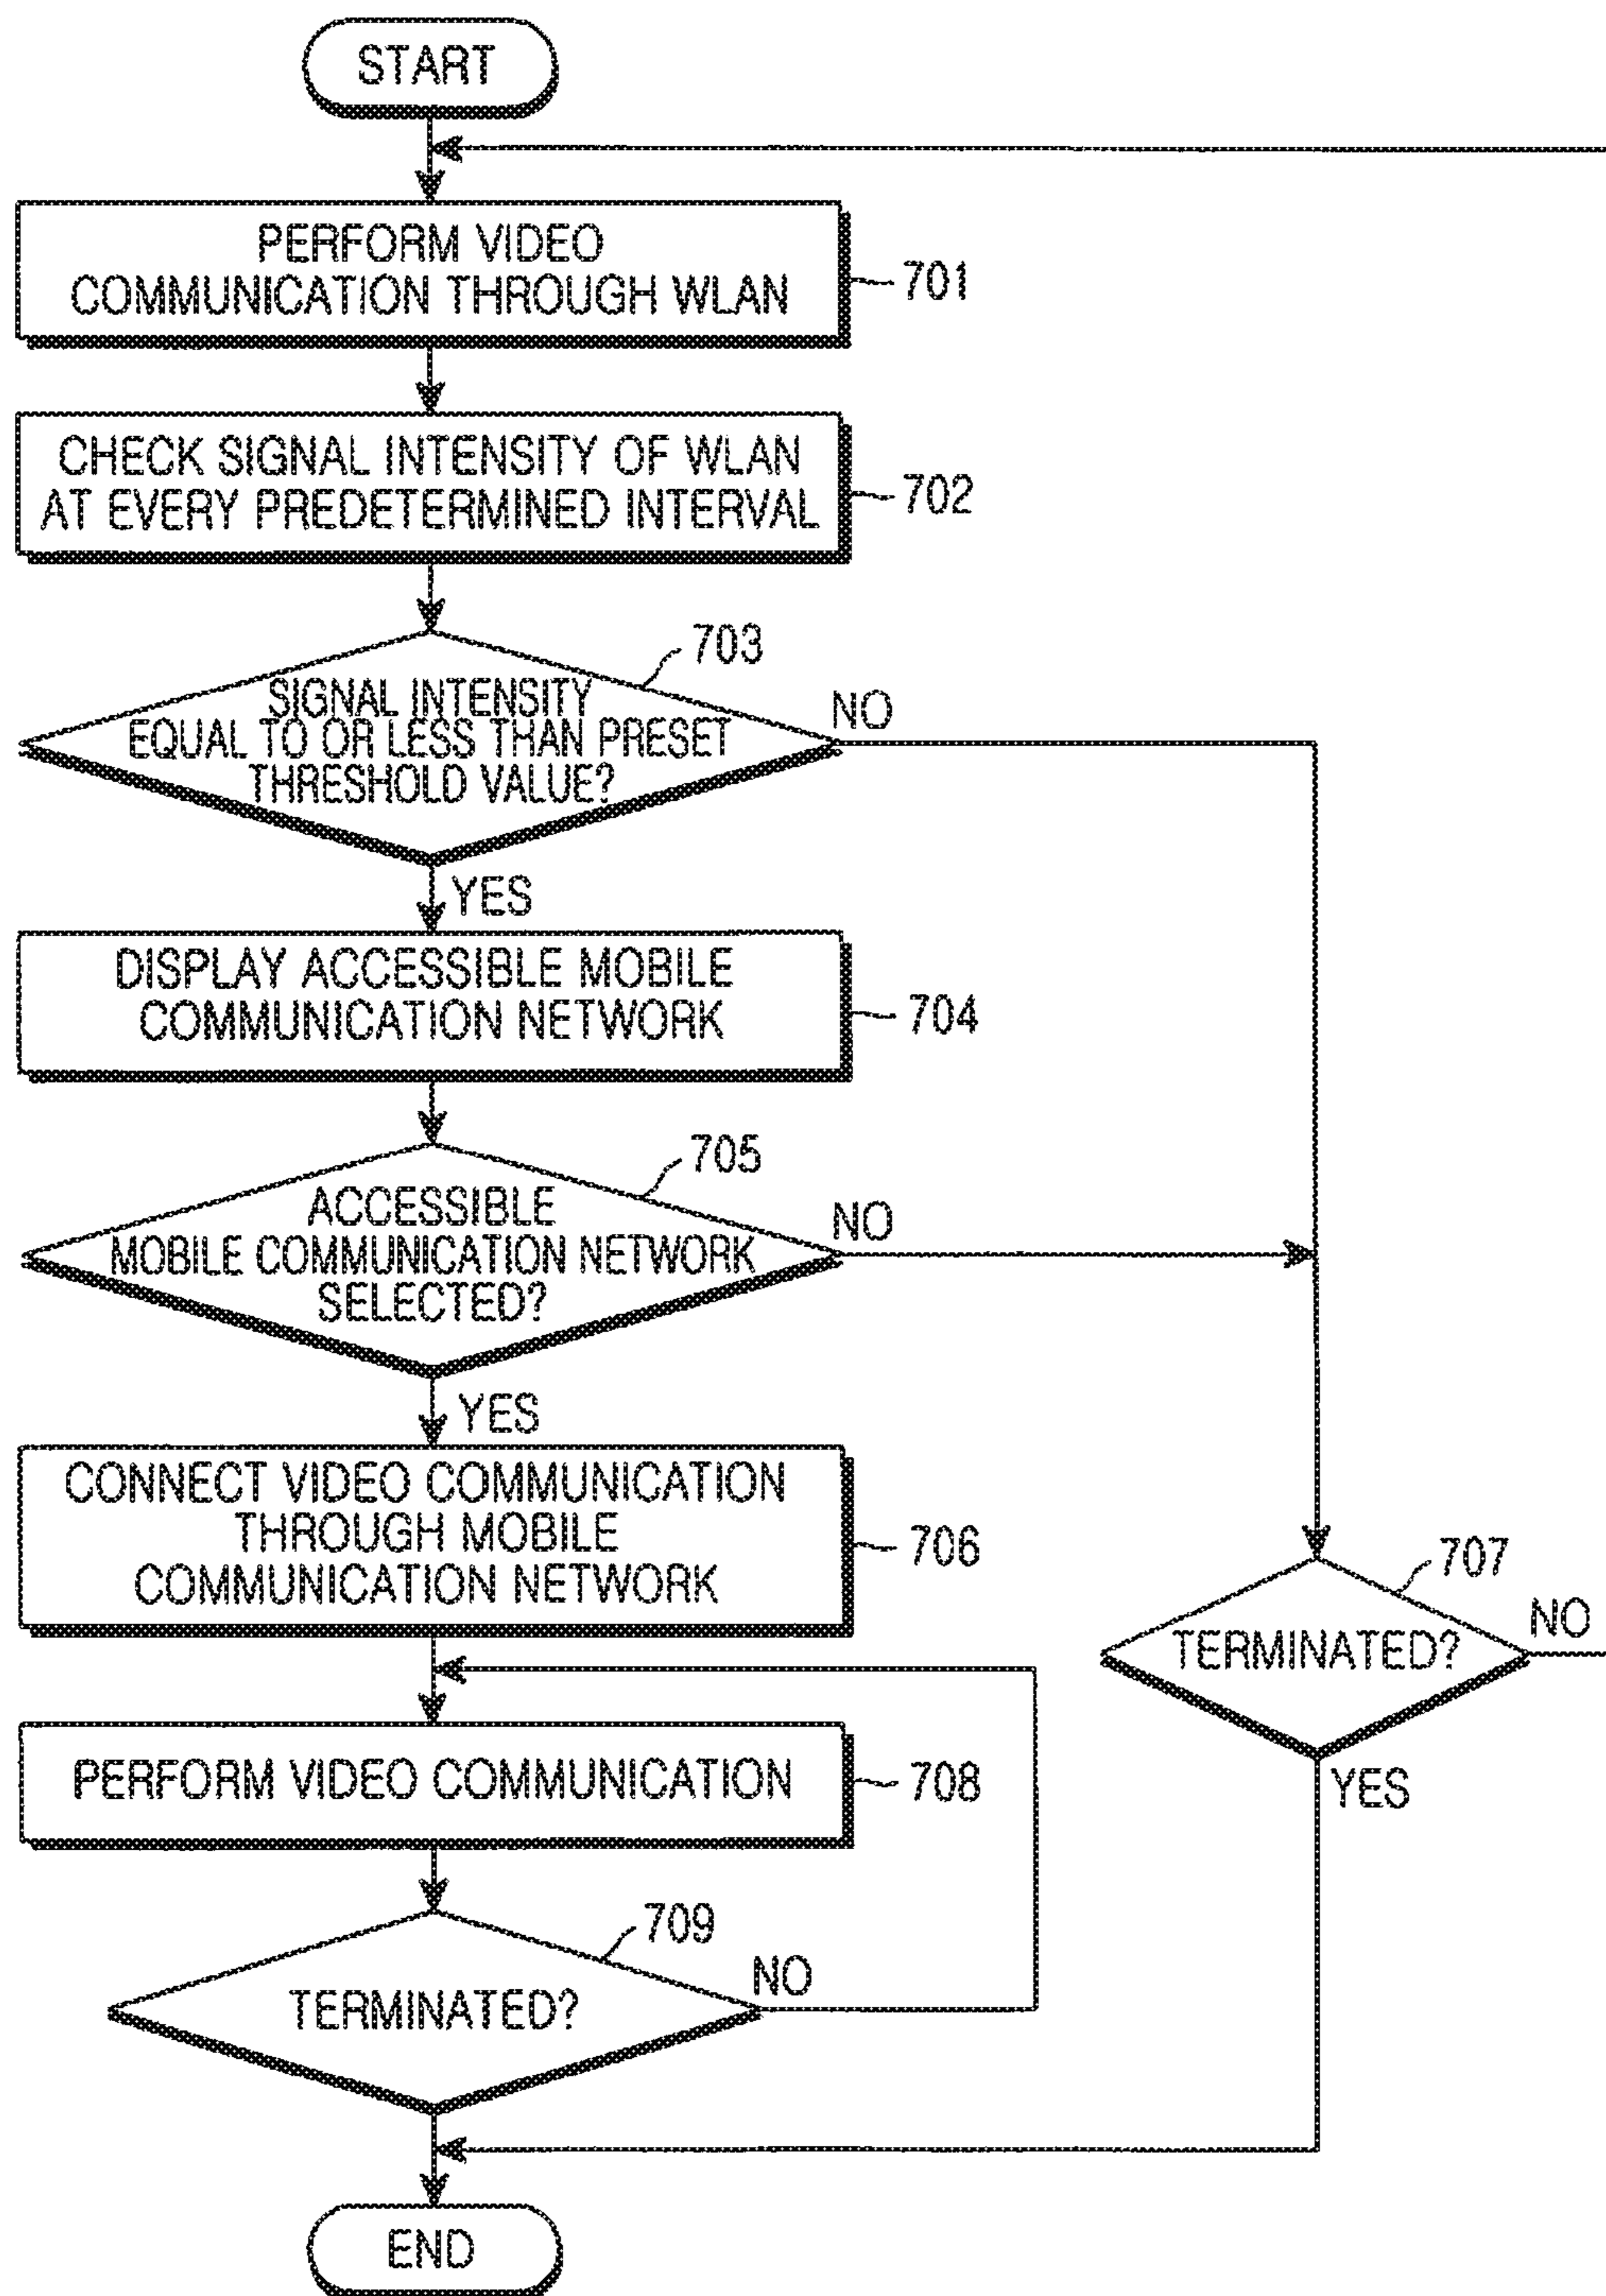 START
PERFORM VIDEO
COMMUNICATION THROUGH WLAN
701
CHECK SIGNAL INTENSITY OF WLAN
AT EVERY PREDETERMINED INTERVAL
702
703
SIGNAL INTENSITY
EQUAL TO OR LESS THAN PRESET
THRESHOLD VALUE?
NO
YES
DISPLAY ACCESSIBLE MOBILE
COMMUNICATION NETWORK
704
705
ACCESSIBLE
MOBILE COMMUNICATION NETWORK
SELECTED?
NO
YES
CONNECT VIDEO COMMUNICATION
THROUGH MOBILE
COMMUNICATION NETWORK
706
707
TERMINATED?
NO
YES
PERFORM VIDEO COMMUNICATION
708
709
TERMINATED?
NO
END